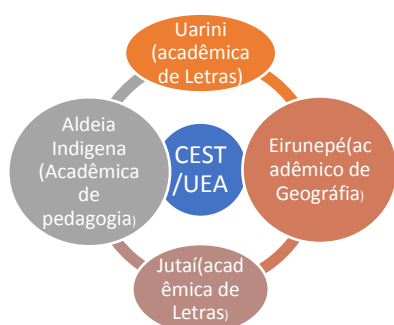 Uarini
(acadêmica
de Letras)
Aldeia
Indigena
(Acadêmica
de
pedagogia)
CEST
/UEA
Eirunepé(ac
adêmico de
Geográfia)
Jutaí(acad
êmica de
Letras)